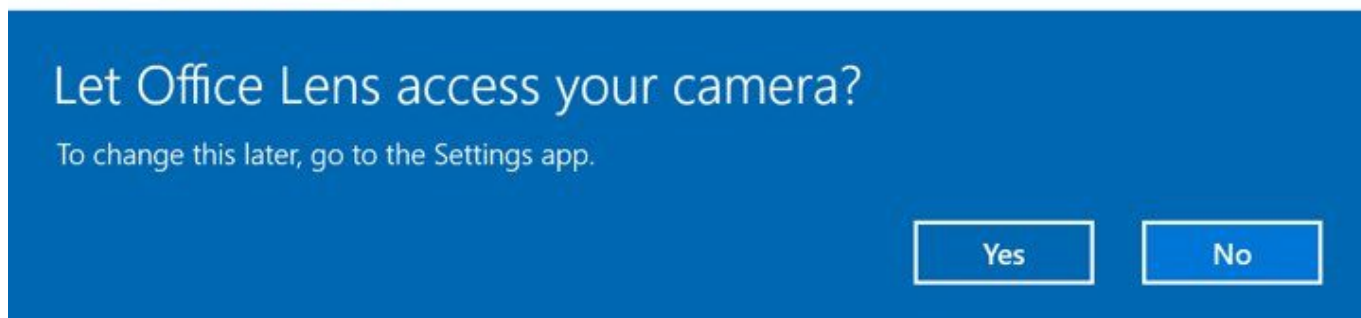 Let Office Lens access your camera?
To change this later, go to the Settings app.
Yes No